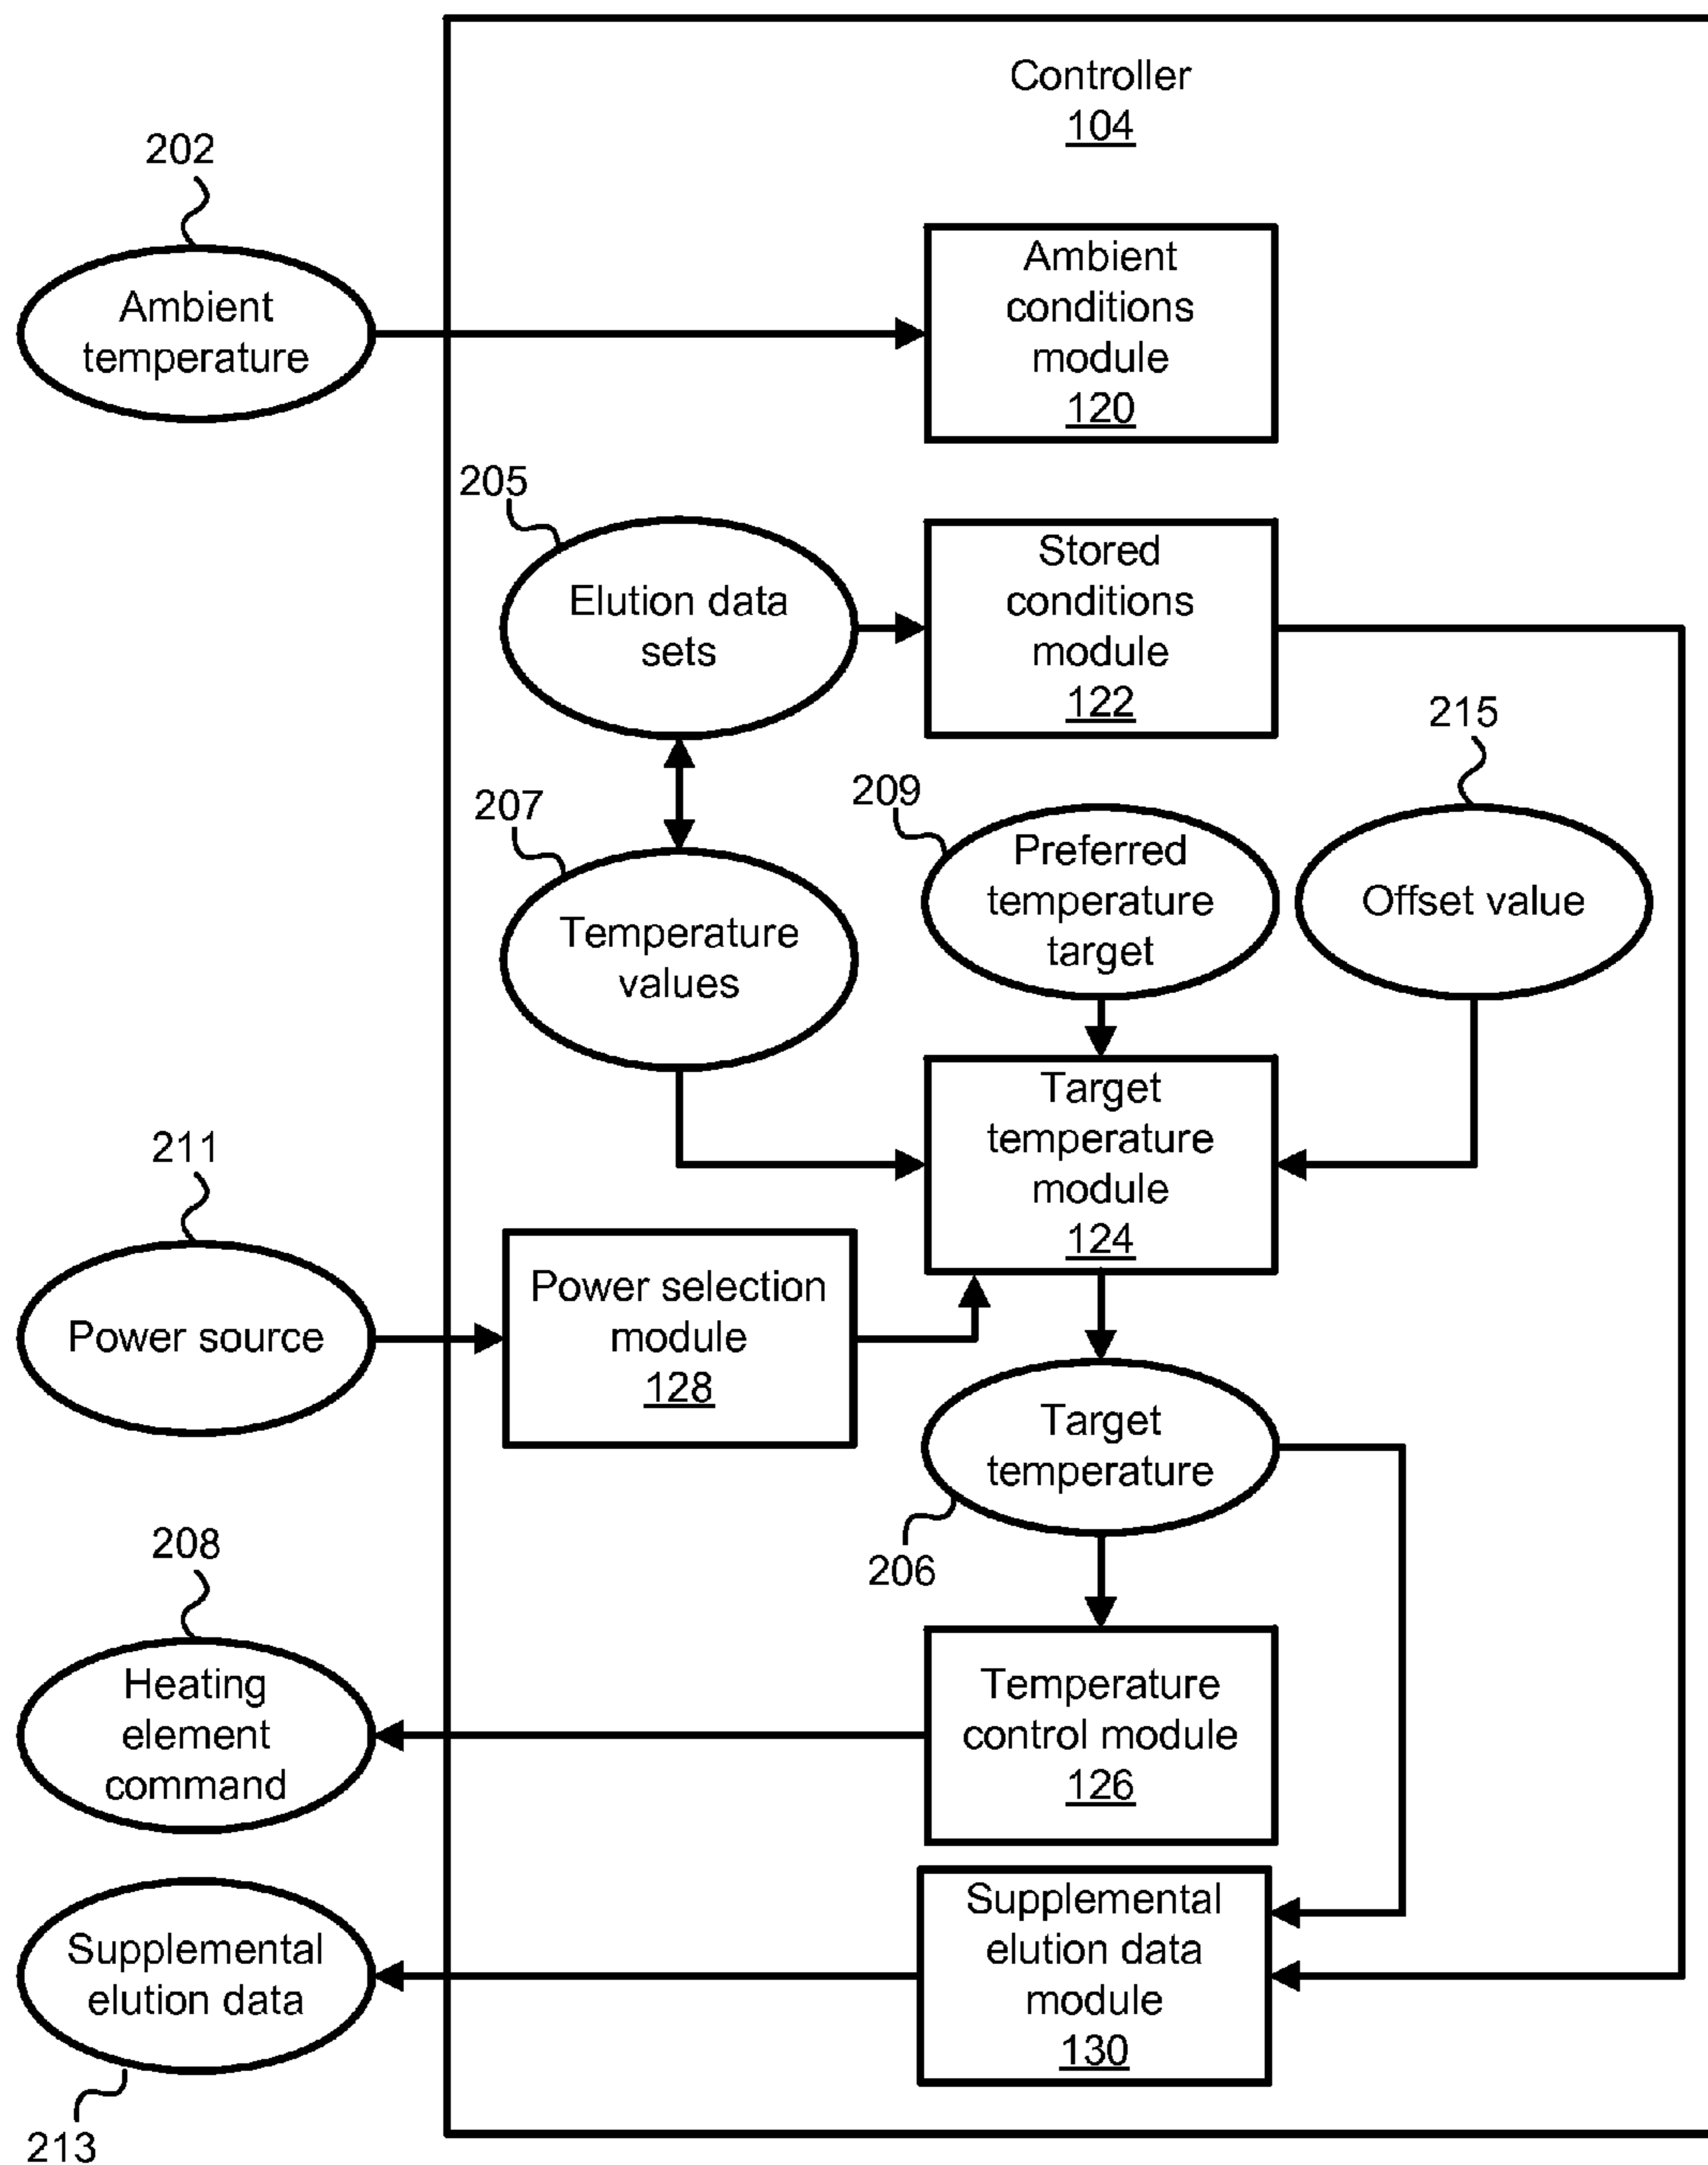 Controller
104
202
Ambient
temperature
Ambient
conditions
module
120
205
Elution data
sets
Stored
conditions
module
122
215
207
209
Temperature
values
Preferred
temperature
target
Offset value
211
Target
temperature
module
124
Power source
Power selection
module
128
Target
temperature
206
208
Heating
element
command
Temperature
control module
126
Supplemental
elution data
213
Supplemental
elution data
module
130